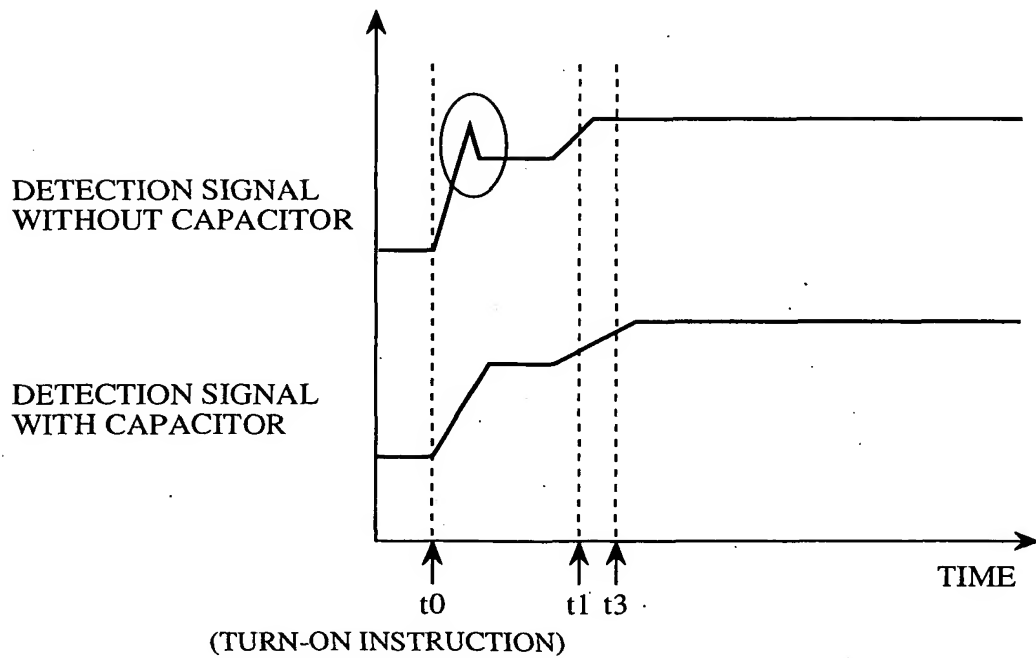 DETECTION SIGNAL
WITHOUT CAPACITOR
DETECTION SIGNAL
WITH CAPACITOR
TIME
t0
t1
t3
(TURN-ON INSTRUCTION)